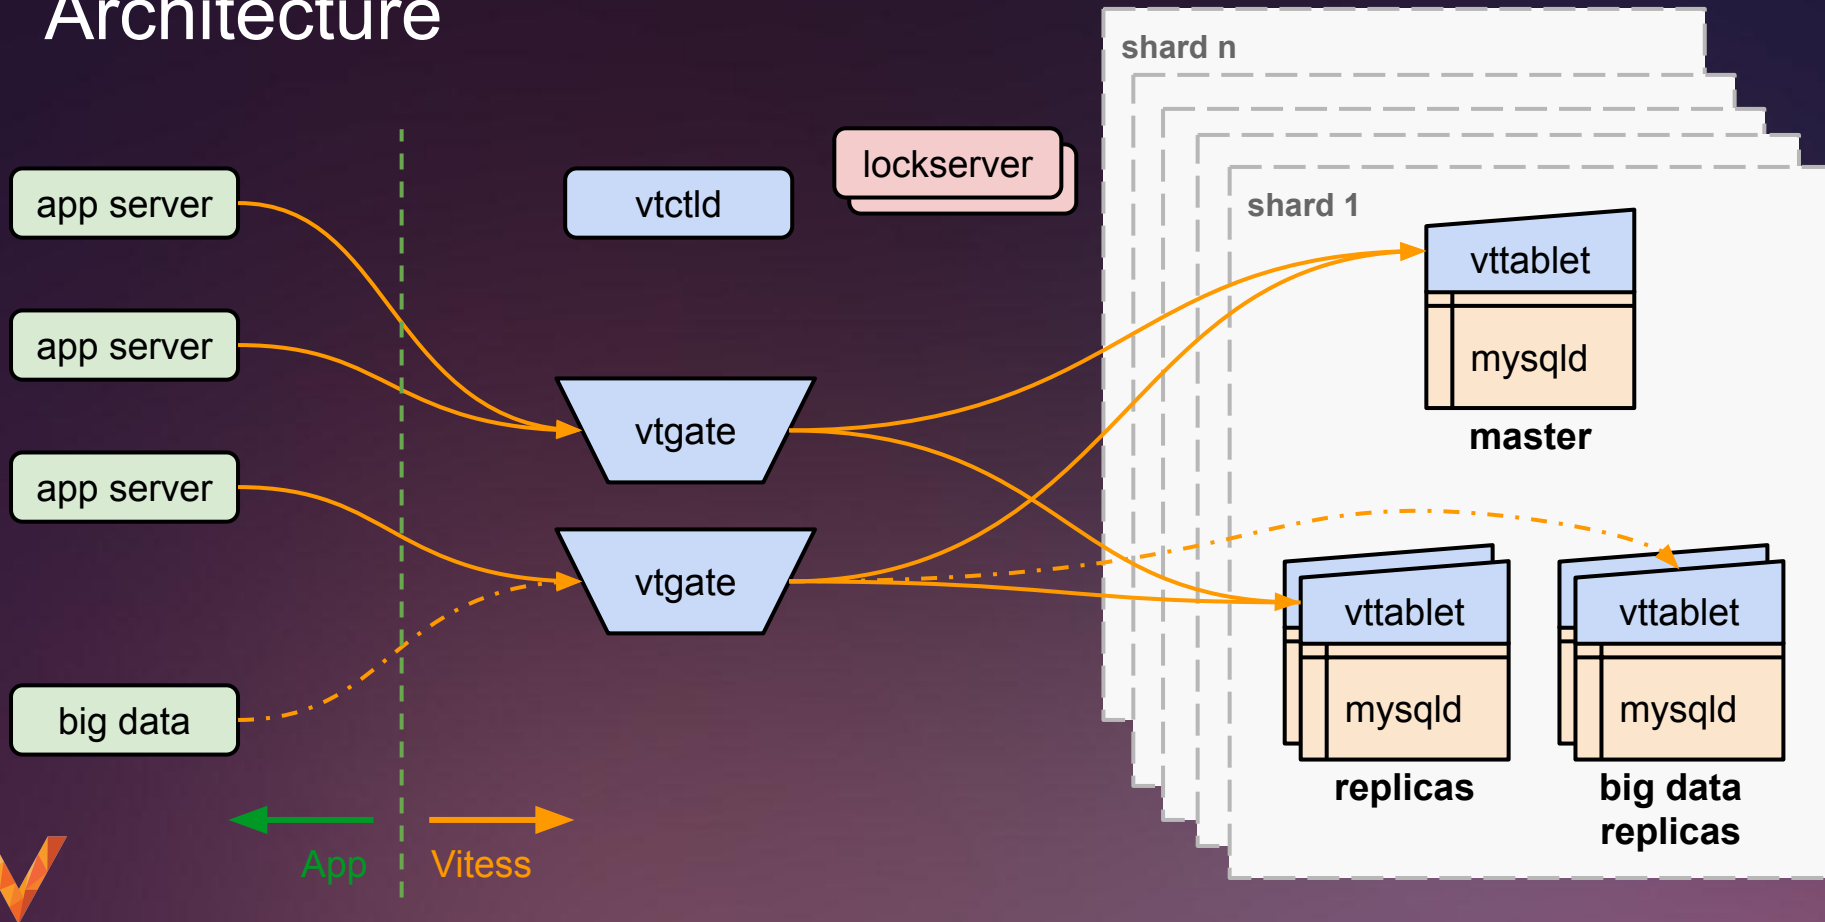 Architecture
shard n
lockserver
app server
vtctld
shard 1
vttablet
app server
mysqld
vtgate
master
app server
vtgate
vttablet
vttablet
big data
mysqld
mysqld
replicas
big data
replicas
App
Vitess